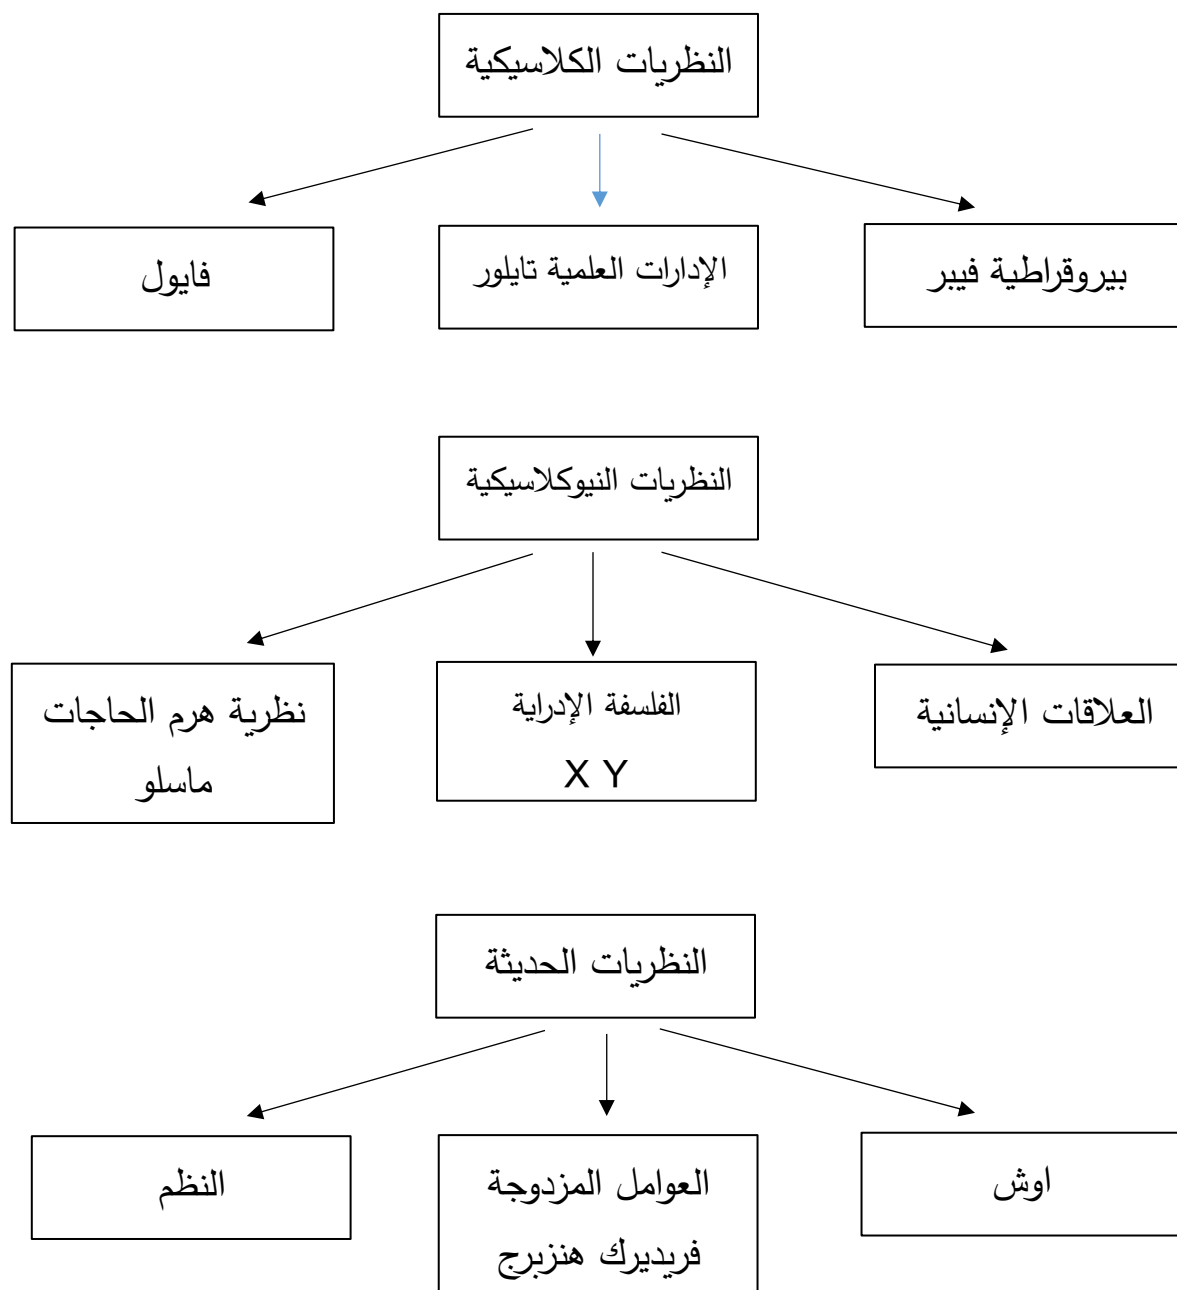 النظريات الكلاسيكية
بيروقراطية فيبر
الإدارات العلمية تايلور
فايول
النظريات النيوكلاسيكية
العلاقات الإنسانية
الفلسفة الإدراية
X Y
نظرية هرم الحاجات
ماسلو
النظريات الحديثة
اوش
العوامل المزدوجة
فريديرك هنزبرج
النظم